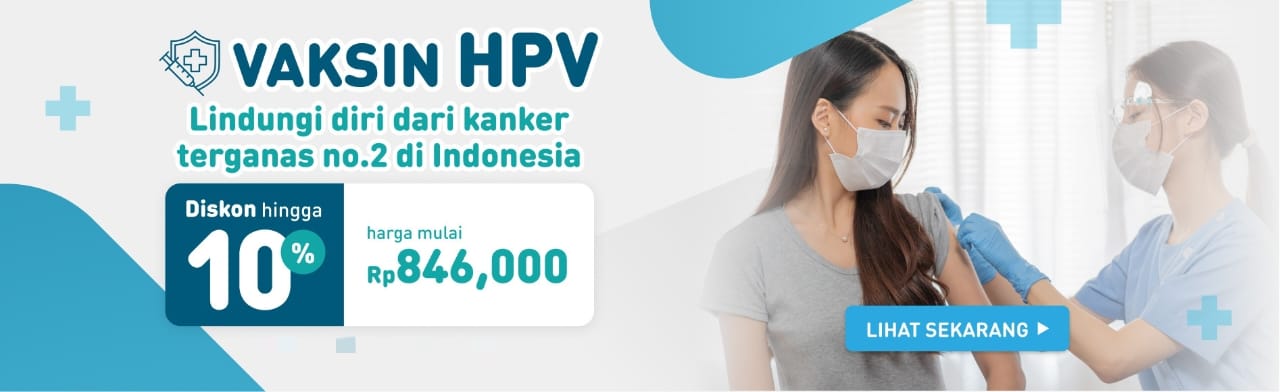 VAKSIN HPV
Lindungi diri dari kanker
terganas no.2 di Indonesia
Diskon hingga
10%
harga mulai
Rp846,000
LIHAT SEKARANG